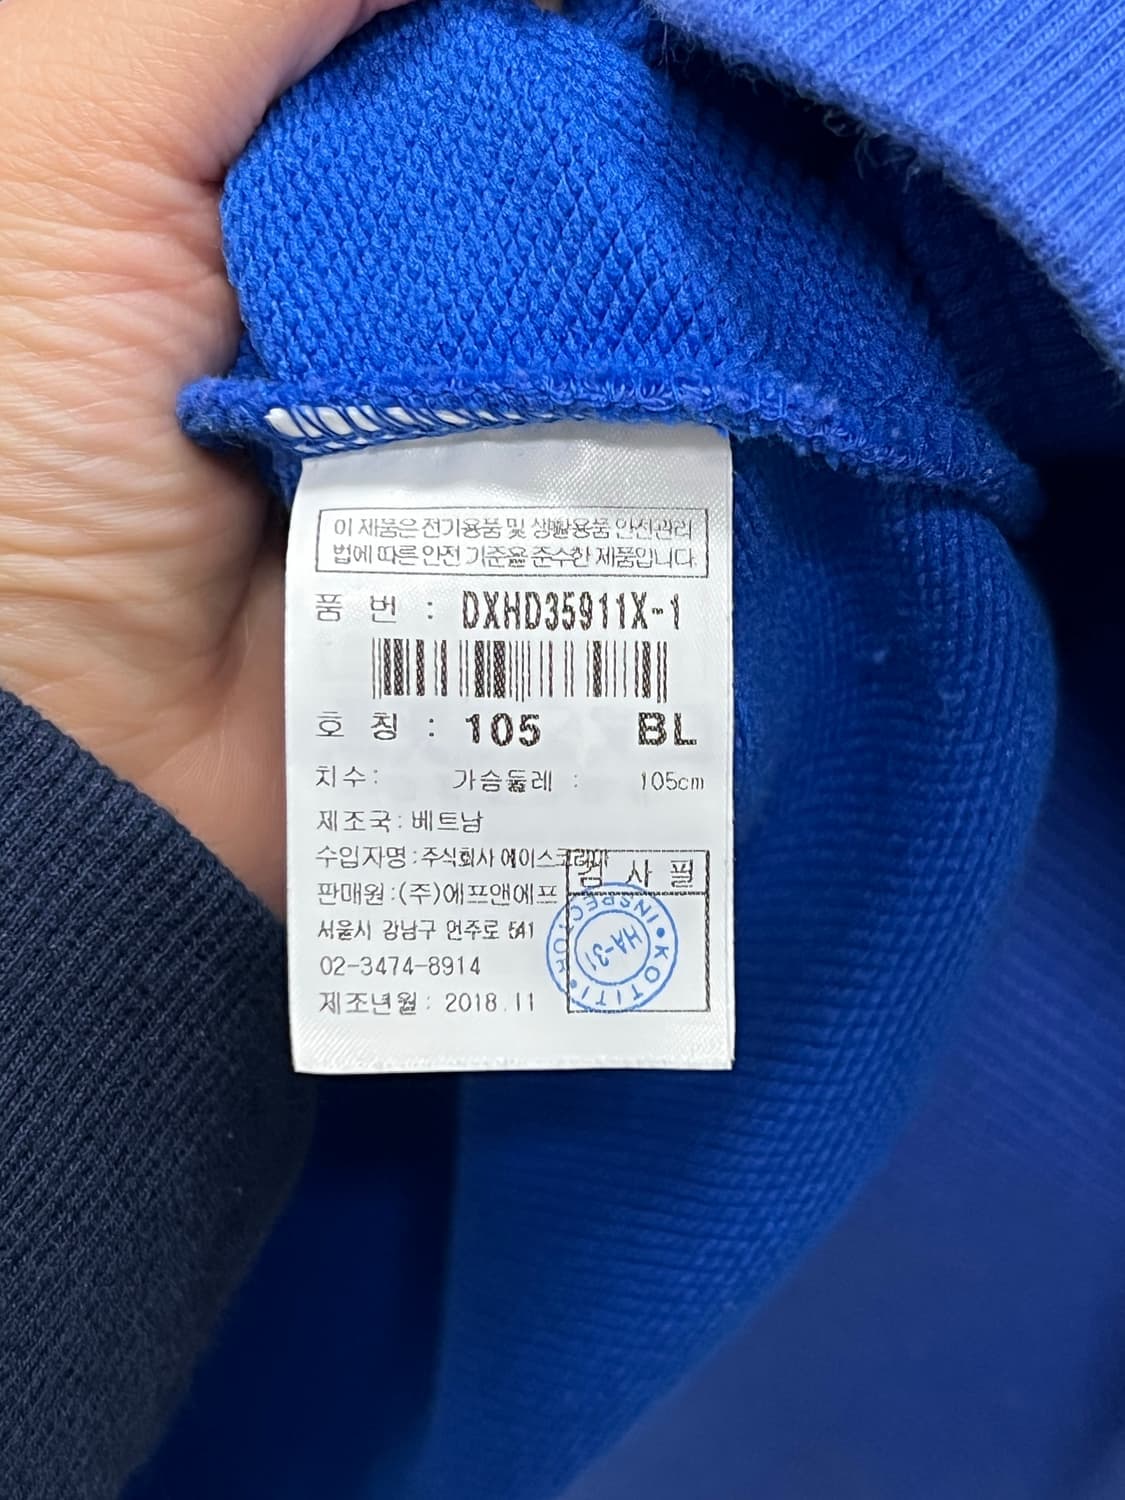 이 제품은 전기용품 및 생활용품 안전관리
법에 따른 안전 기준을 준수한 제품입니다.
품 번 : DXHD35911X-1
호 칭 : 105 BL
치수: 가슴둘레 : 105cm
제조국: 베트남
수입자명 :주식회사 에이스코리아
검 사 필
판매원 :(주)에프앤에프
서울시 강남구 언주로 541
02-3474-8914
제조년월 : 2018.11
KOTITI INSPECTOR
HA-31